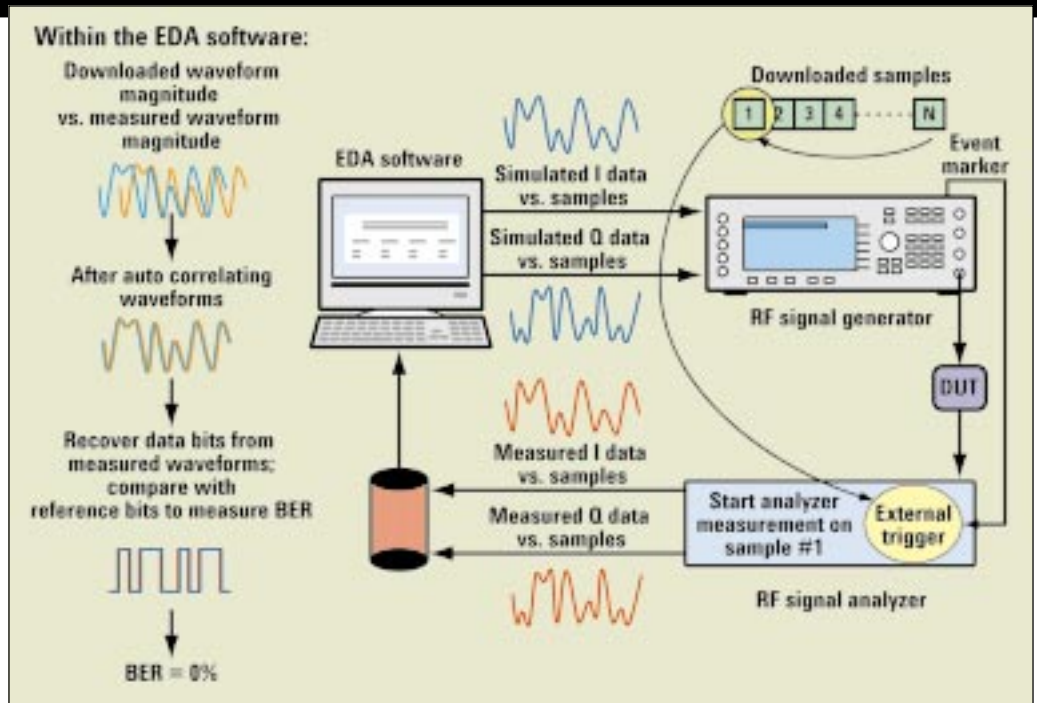 Within the EDA software:
Downloaded waveform
magnitude
vs. measured waveform
magnitude
After auto correlating
waveforms
Recover data bits from
measured waveforms;
compare with
reference bits to measure BER
BER = 0%
EDA software
Simulated I data
vs. samples
Simulated Q data
vs. samples
Measured I data
vs. samples
Measured Q data
vs. samples
Downloaded samples
1 2 3 4 N
Event
marker
RF signal generator
DUT
Start analyzer
measurement on
sample #1
External
trigger
RF signal analyzer